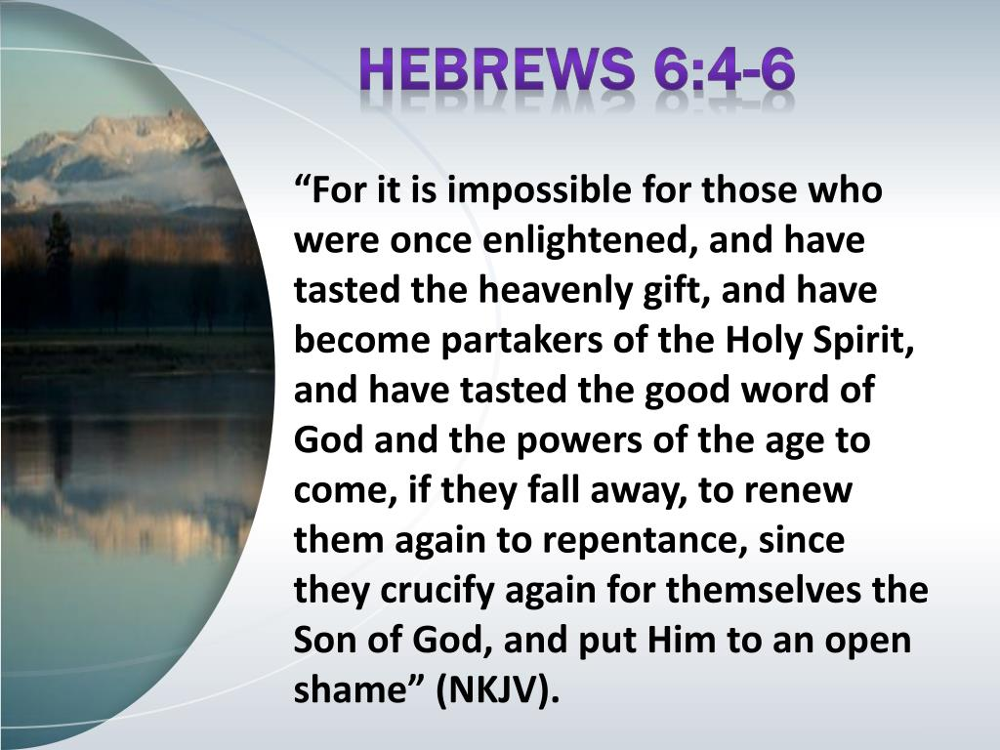 HEBREWS 6:4-6
“For it is impossible for those who
were once enlightened, and have
tasted the heavenly gift, and have
become partakers of the Holy Spirit,
and have tasted the good word of
God and the powers of the age to
come, if they fall away, to renew
them again to repentance, since
they crucify again for themselves the
Son of God, and put Him to an open
shame” (NKJV).